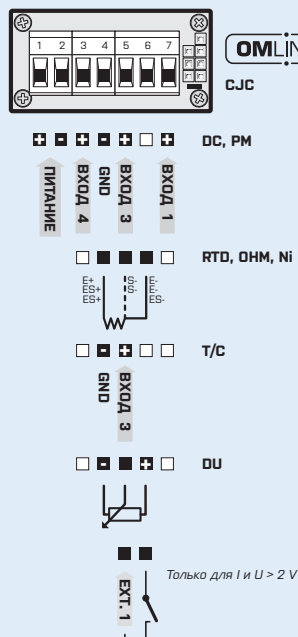 1 2 3 4 5 6 7
OMLIN
CJC
+ - + - + +
DC, PM
ПИТАНИЕ
ВХОД 4
GND
ВХОД 3
ВХОД 1
RTD, OHM, Ni
E+ S- E-
ES+ S- E-
ES+ ES-
- +
T/C
GND
ВХОД 3
- +
DU
Только для I и U > 2 V
EXT. 1